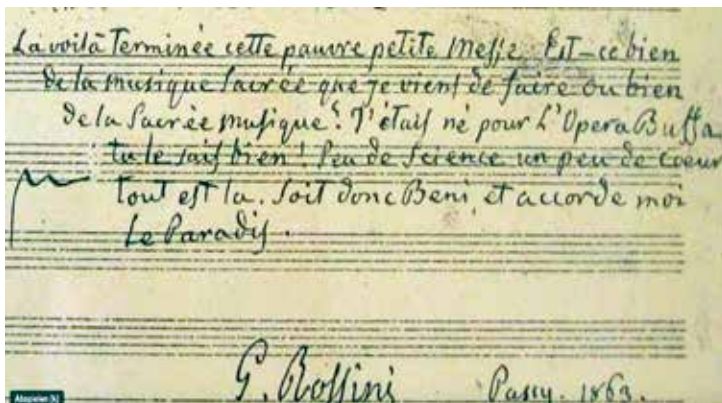 La voilà terminée cette pauvre petite Messe. Est-ce bien
de la musique Sacrée que je vient de faire ou bien
de la Sacrée musique? J'étais né pour L'Opera Buffa,
tu le sais bien! Peu de Science un peu de coeur
tout est la. Soit donc Beni, et accorde moi
Le Paradis.
G. Rossini Passy. 1863.